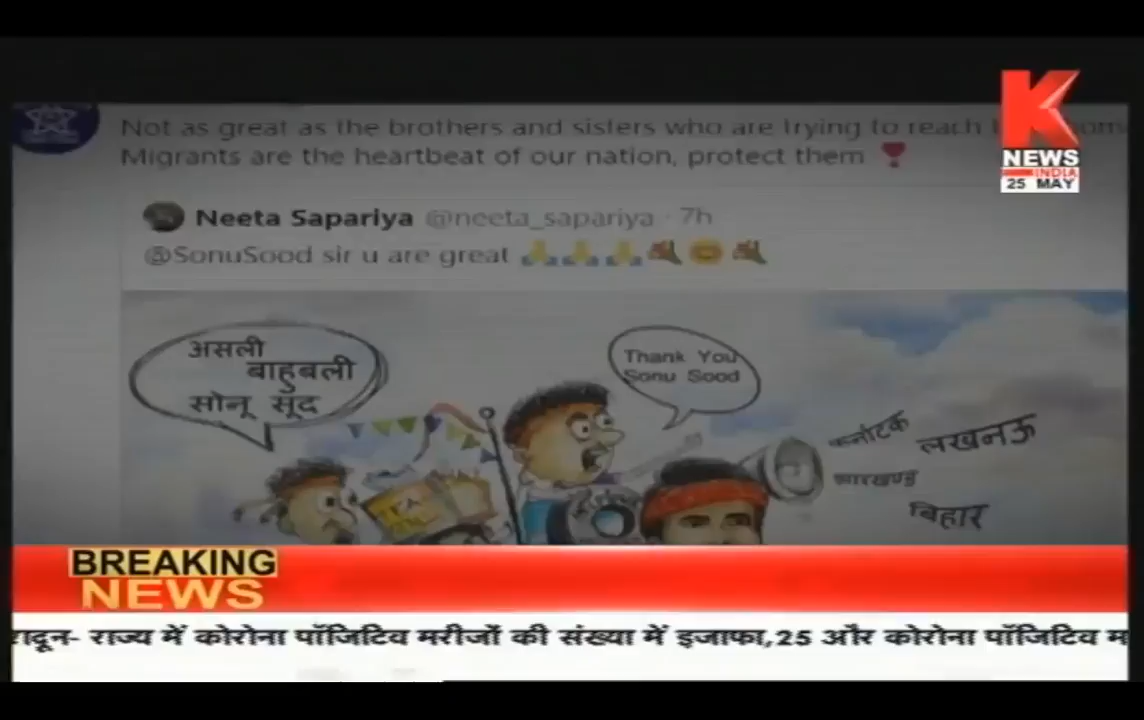 Not as great as the brothers and sisters who are trying to reach
Migrants are the heartbeat of our nation, protect them ❣
K
NEWS
INDIA
25 MAY
Neeta Sapariya @neeta_sapariya · 7h
@SonuSood sir u are great 🙏🙏🙏💐😊💐
असली
बाहुबली
सोनू सूद
Thank You
Sonu Sood
कर्नाटक लखनऊ
झारखण्ड
बिहार
BREAKING
NEWS
राज्य में कोरोना पॉजिटिव मरीजों की संख्या में इजाफा,25 और कोरोना पॉजिटिव